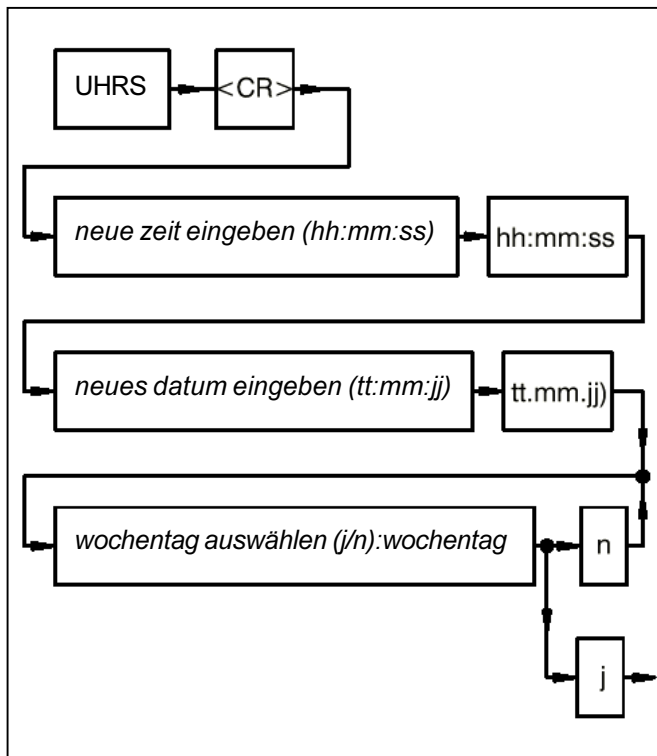 UHRS <CR>
neue zeit eingeben (hh:mm:ss) hh:mm:ss
neues datum eingeben (tt:mm:jj) tt.mm.jj)
wochentag auswählen (j/n):wochentag n
j